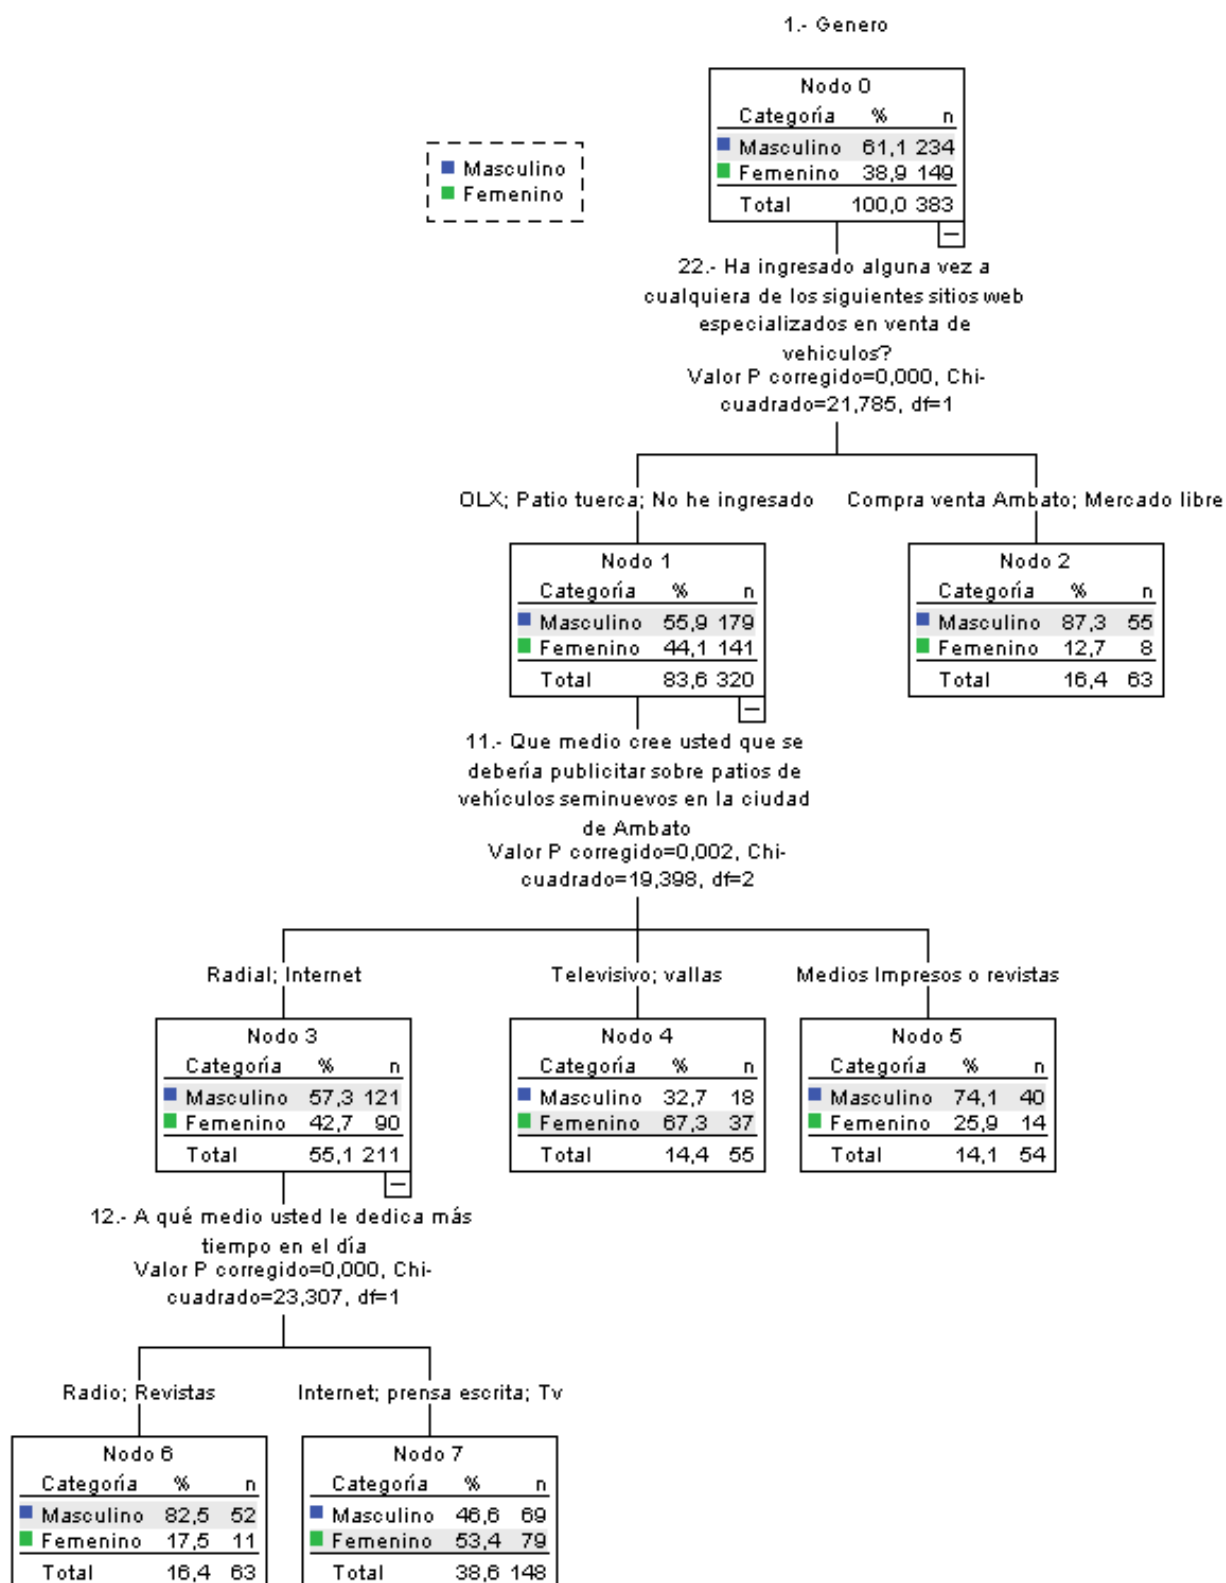 1.- Genero
Nodo 0
Categoría % n
Masculino 61,1 234
Femenino 38,9 149
Total 100,0 383
Masculino
Femenino
22.- Ha ingresado alguna vez a
cualquiera de los siguientes sitios web
especializados en venta de
vehiculos?
Valor P corregido=0,000, Chi-
cuadrado=21,785, df=1
OLX; Patio tuerca; No he ingresado
Compra venta Ambato; Mercado libre
Nodo 1
Categoría % n
Masculino 55,9 179
Femenino 44,1 141
Total 83,6 320
Nodo 2
Categoría % n
Masculino 87,3 55
Femenino 12,7 8
Total 16,4 63
11.- Que medio cree usted que se
debería publicitar sobre patios de
vehículos seminuevos en la ciudad
de Ambato
Valor P corregido=0,002, Chi-
cuadrado=19,398, df=2
Radial; Internet
Televisivo; vallas
Medios Impresos o revistas
Nodo 3
Categoría % n
Masculino 57,3 121
Femenino 42,7 90
Total 55,1 211
Nodo 4
Categoría % n
Masculino 32,7 18
Femenino 67,3 37
Total 14,4 55
Nodo 5
Categoría % n
Masculino 74,1 40
Femenino 25,9 14
Total 14,1 54
12.- A qué medio usted le dedica más
tiempo en el día
Valor P corregido=0,000, Chi-
cuadrado=23,307, df=1
Radio; Revistas
Internet; prensa escrita; Tv
Nodo 6
Categoría % n
Masculino 82,5 52
Femenino 17,5 11
Total 16,4 63
Nodo 7
Categoría % n
Masculino 46,6 69
Femenino 53,4 79
Total 38,6 148